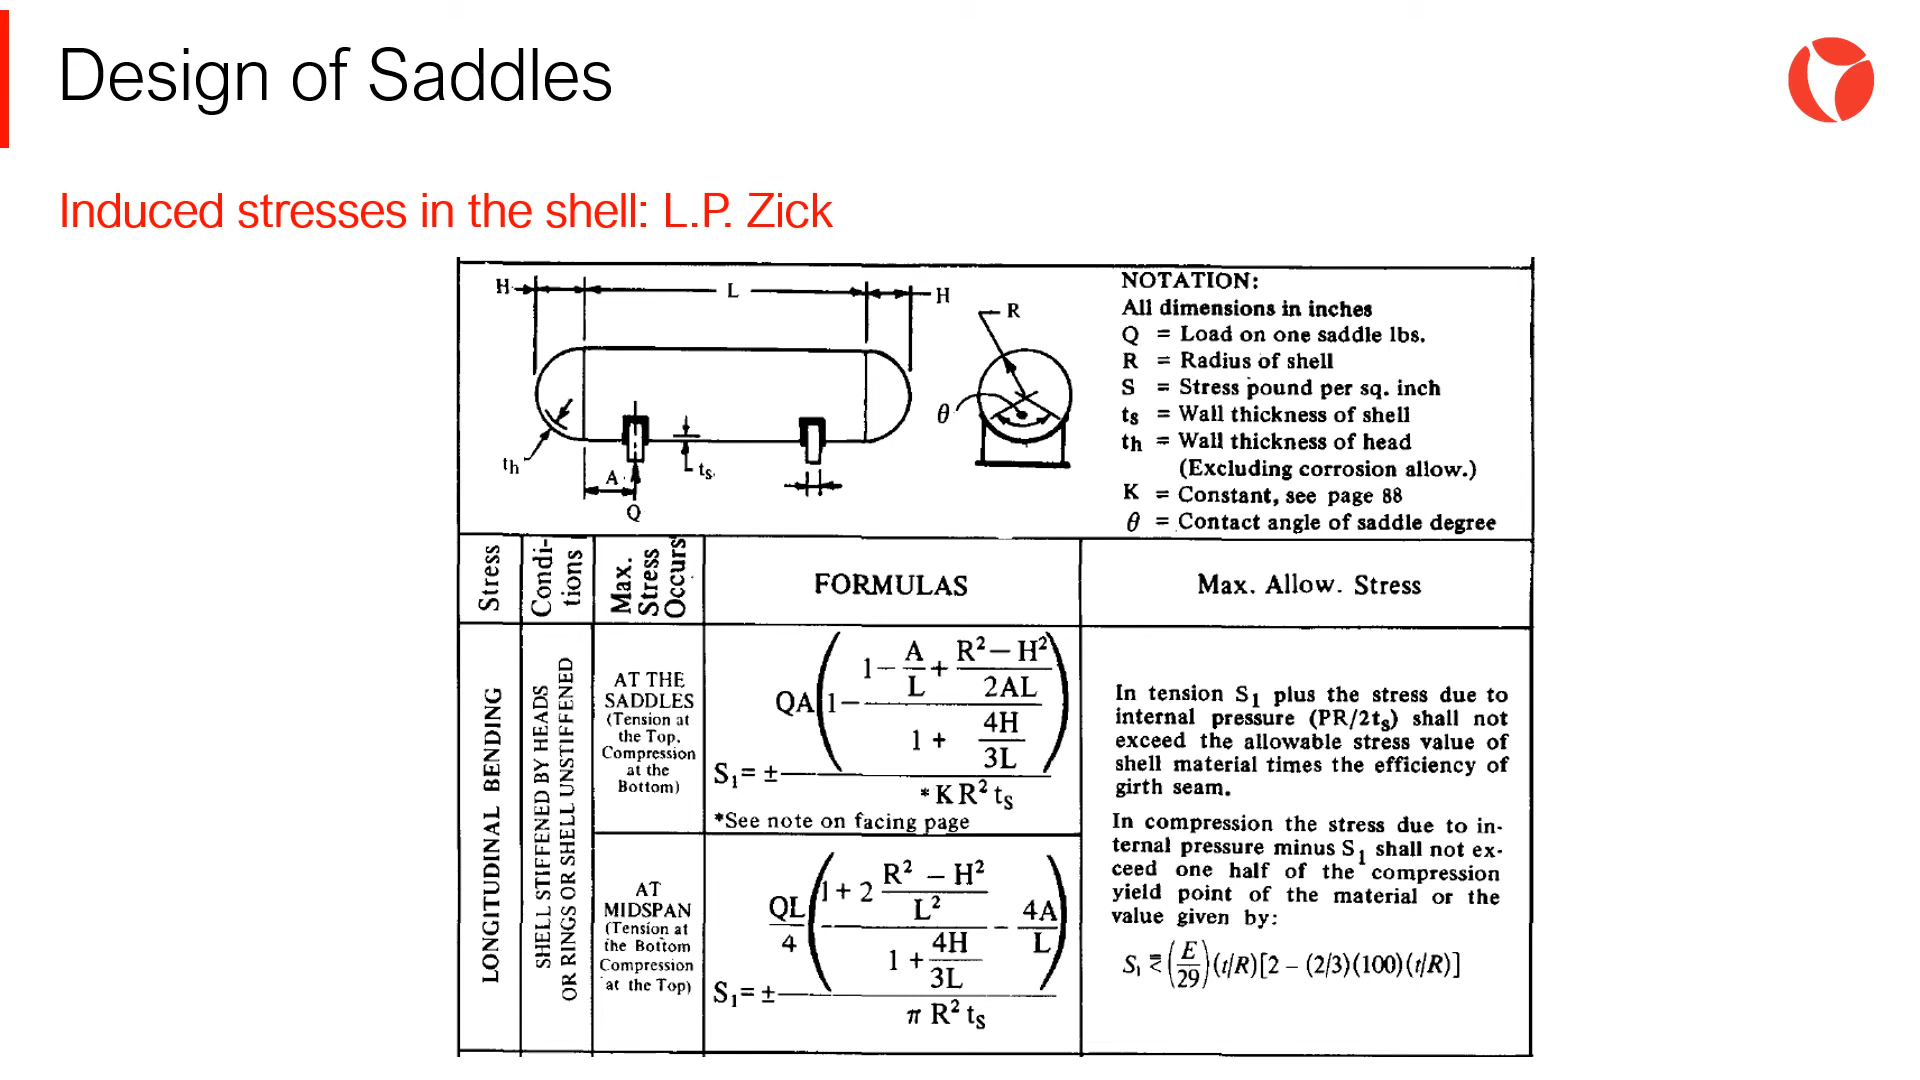 Design of Saddles
Induced stresses in the shell: L.P. Zick
H
L
H
R
θ
th
A
ts
Q
NOTATION:
All dimensions in inches
Q = Load on one saddle lbs.
R = Radius of shell
S = Stress pound per sq. inch
ts = Wall thickness of shell
th = Wall thickness of head
(Excluding corrosion allow.)
K = Constant, see page 88
θ = Contact angle of saddle degree
Stress
Condi-
tions
Max.
Stress
Occurs
FORMULAS
Max. Allow. Stress
LONGITUDINAL BENDING
SHELL STIFFENED BY HEADS
OR RINGS OR SHELL UNSTIFFENED
AT THE
SADDLES
(Tension at
the Top.
Compression
at the
Bottom)
S₁= ± QA(1 − (1 − A/L + (R² − H²)/2AL) / (1 + 4H/3L)) / *K R² ts
*See note on facing page
AT
MIDSPAN
(Tension at
the Bottom
Compression
at the Top)
S₁= ± QL/4 ((1 + 2 (R² − H²)/L²) / (1 + 4H/3L) − 4A/L) / π R² ts
In tension S₁ plus the stress due to
internal pressure (PR/2ts) shall not
exceed the allowable stress value of
shell material times the efficiency of
girth seam.
In compression the stress due to in-
ternal pressure minus S₁ shall not ex-
ceed one half of the compression
yield point of the material or the
value given by:
S₁ ≤ (E/29)(t/R)[2 – (2/3)(100)(t/R)]